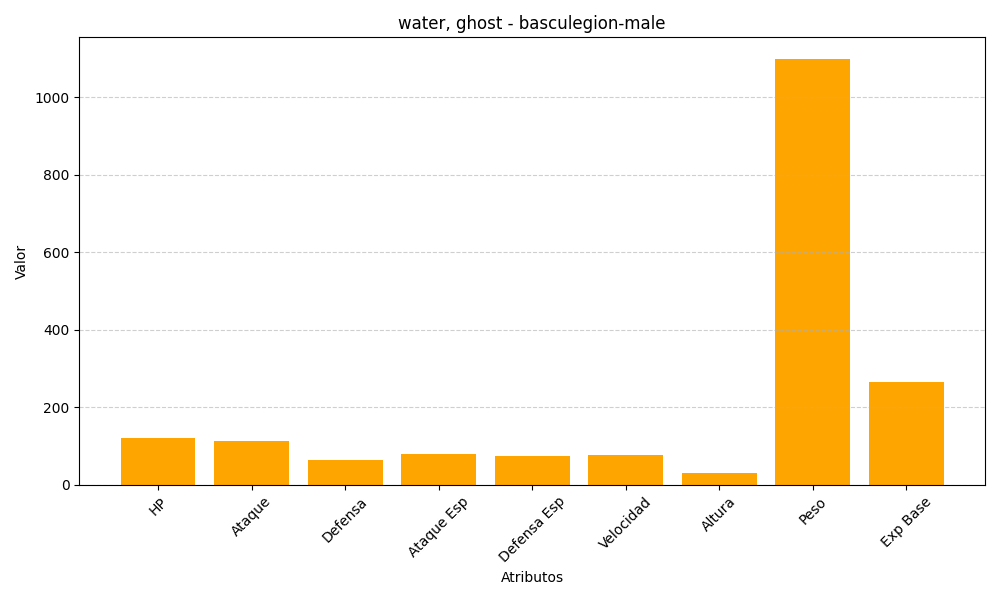 water, ghost - basculegion-male
Valor
1000
800
600
400
200
0
HP
Ataque
Defensa
Ataque Esp
Defensa Esp
Velocidad
Altura
Peso
Exp Base
Atributos